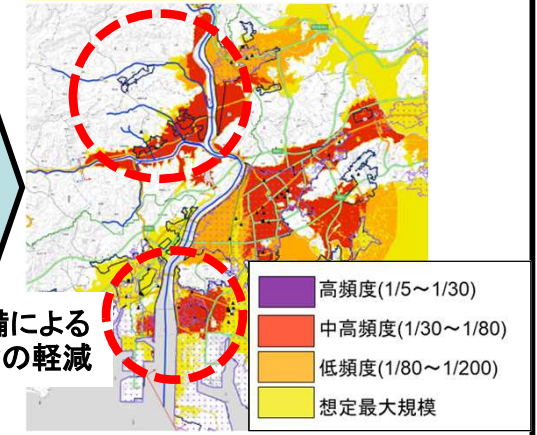 備による
の軽減
高頻度(1/5～1/30)
中高頻度(1/30～1/80)
低頻度(1/80～1/200)
想定最大規模